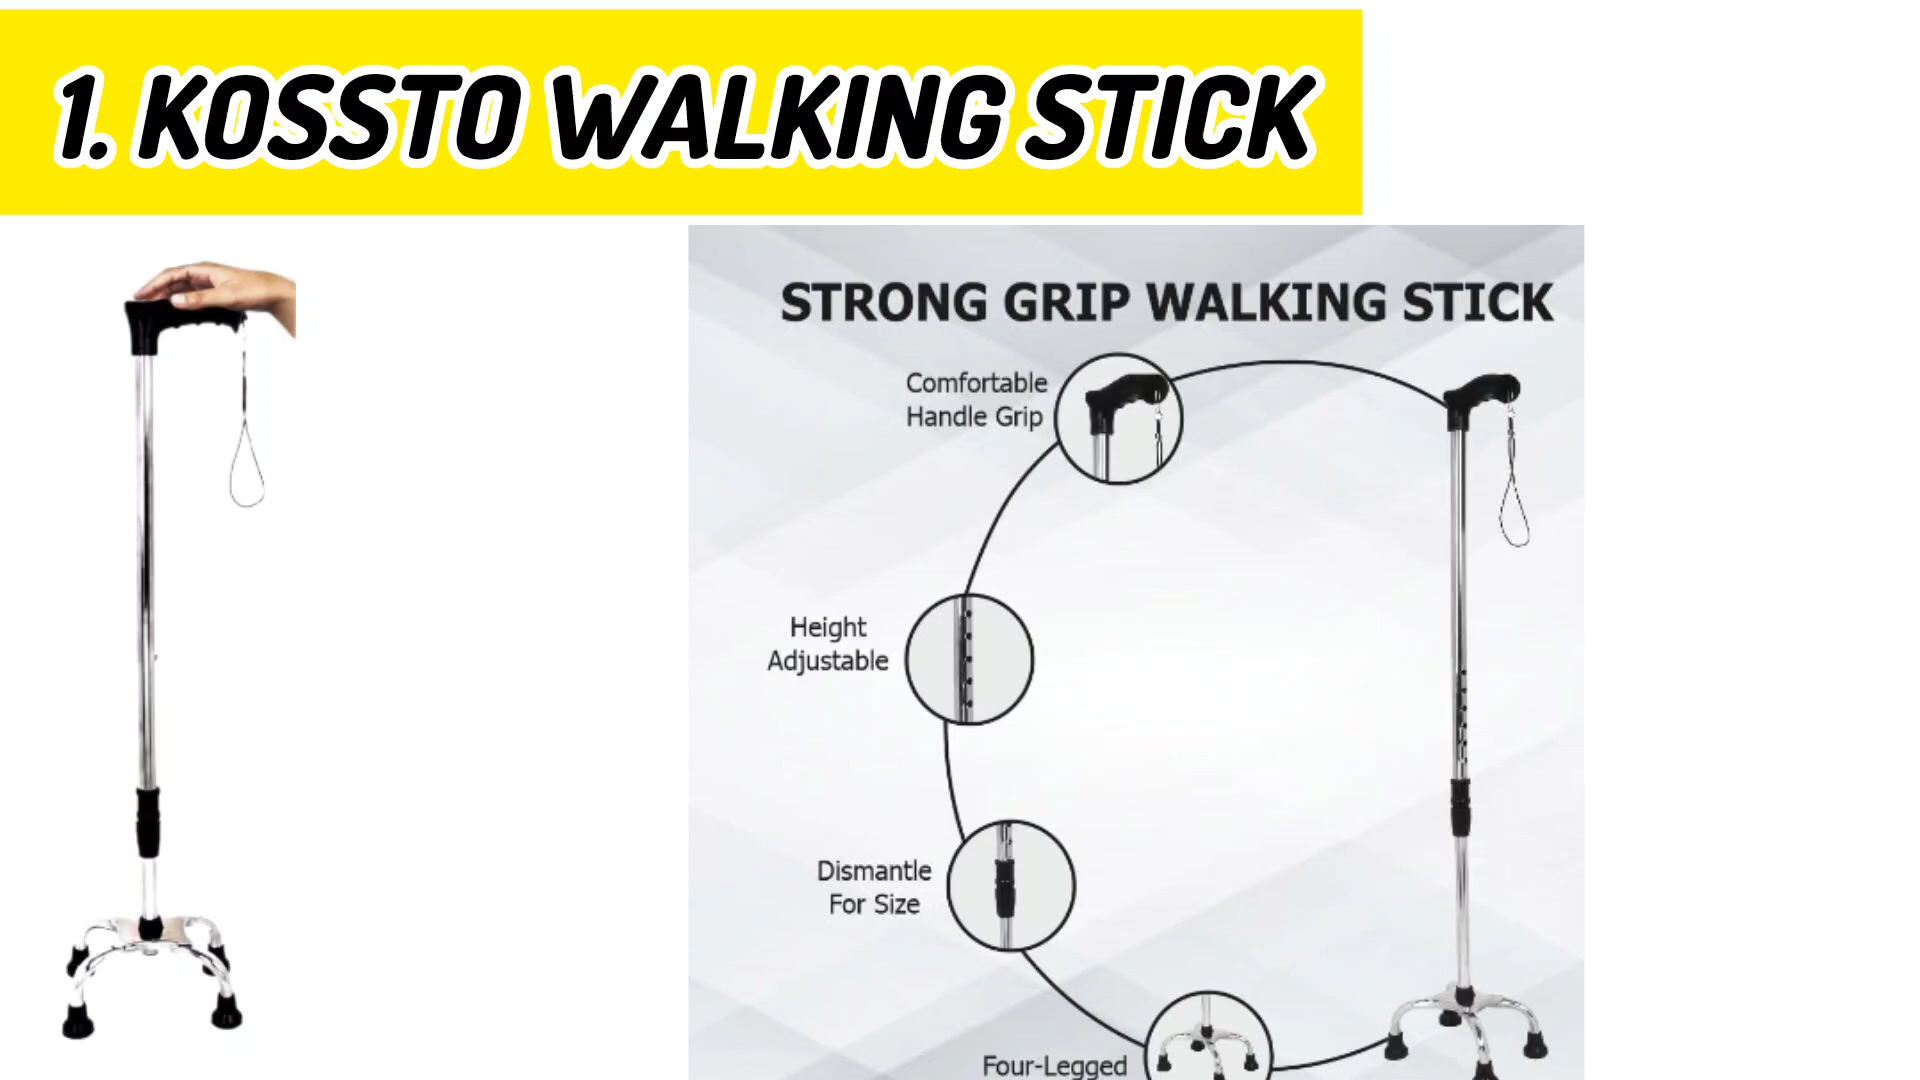 1. KOSSTO WALKING STICK
STRONG GRIP WALKING STICK
Comfortable
Handle Grip
Height
Adjustable
Dismantle
For Size
Four-Legged